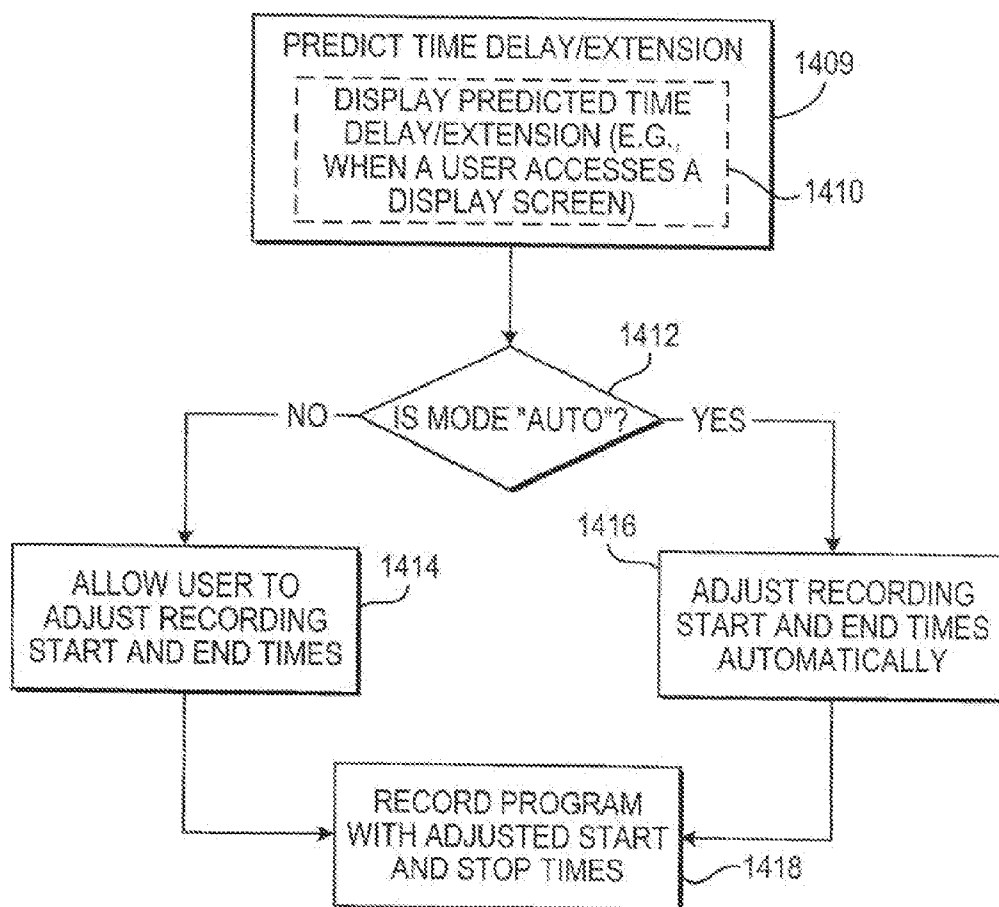 PREDICT TIME DELAY/EXTENSION
1409
DISPLAY PREDICTED TIME
DELAY/EXTENSION (E.G.,
WHEN A USER ACCESSES A
DISPLAY SCREEN)
1410
1412
NO
IS MODE "AUTO"?
YES
ALLOW USER TO
ADJUST RECORDING
START AND END TIMES
1414
1416
ADJUST RECORDING
START AND END TIMES
AUTOMATICALLY
RECORD PROGRAM
WITH ADJUSTED START
AND STOP TIMES
1418